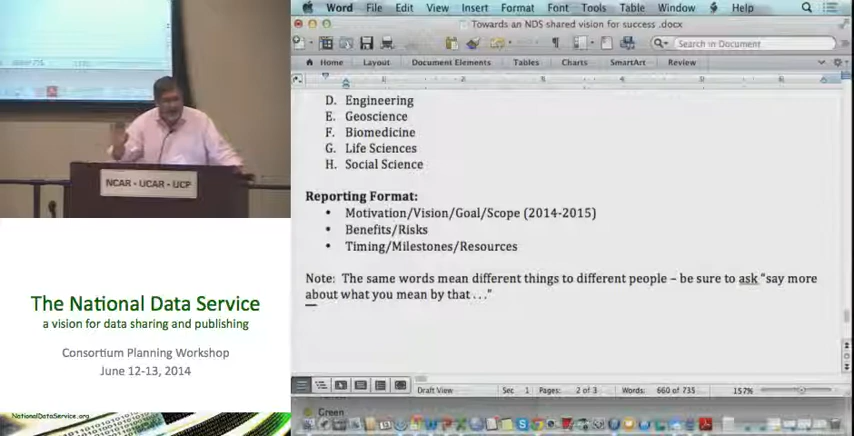 Word File Edit View Insert Format Font Tools Table Window Help
Towards an NDS shared vision for success .docx
Search in Document
Home Layout Document Elements Tables Charts SmartArt Review
D. Engineering
E. Geoscience
F. Biomedicine
G. Life Sciences
H. Social Science
Reporting Format:
• Motivation/Vision/Goal/Scope (2014-2015)
• Benefits/Risks
• Timing/Milestones/Resources
Note: The same words mean different things to different people – be sure to ask “say more
about what you mean by that . . .”
Draft View Sec 1 Pages: 2 of 3 Words: 660 of 735 157%
Green
NCAR - UCAR - UCP
The National Data Service
a vision for data sharing and publishing
Consortium Planning Workshop
June 12-13, 2014
NationalDataService.org